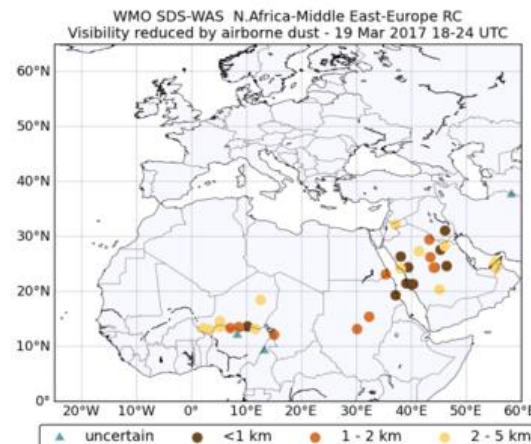 WMO SDS-WAS N.Africa-Middle East-Europe RC
Visibility reduced by airborne dust - 19 Mar 2017 18-24 UTC
60°N
50°N
40°N
30°N
20°N
10°N
0°
20°W 10°W 0° 10°E 20°E 30°E 40°E 50°E 60°E
uncertain <1 km 1 - 2 km 2 - 5 km